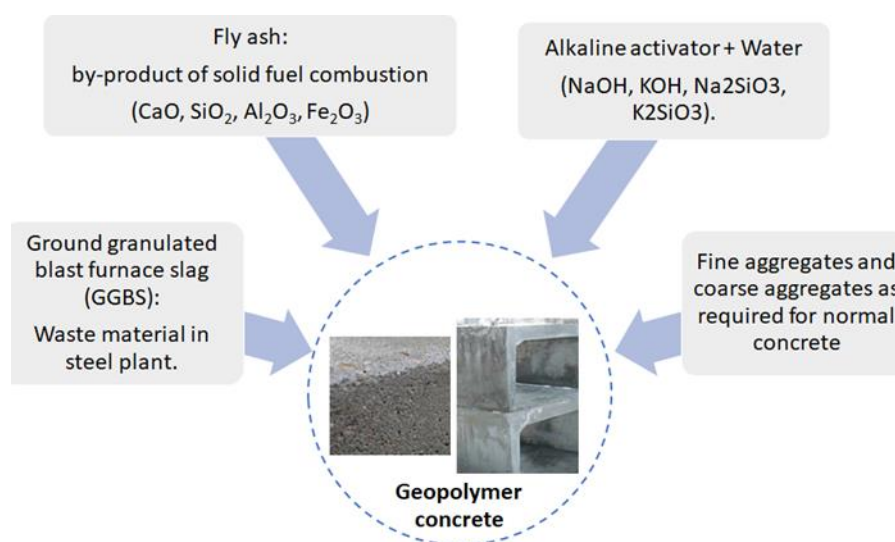 Fly ash:
by-product of solid fuel combustion
(CaO, SiO₂, Al₂O₃, Fe₂O₃)
Alkaline activator + Water
(NaOH, KOH, Na2SiO3,
K2SiO3).
Ground granulated
blast furnace slag
(GGBS):
Waste material in
steel plant.
Fine aggregates and
coarse aggregates as
required for normal
concrete
Geopolymer
concrete